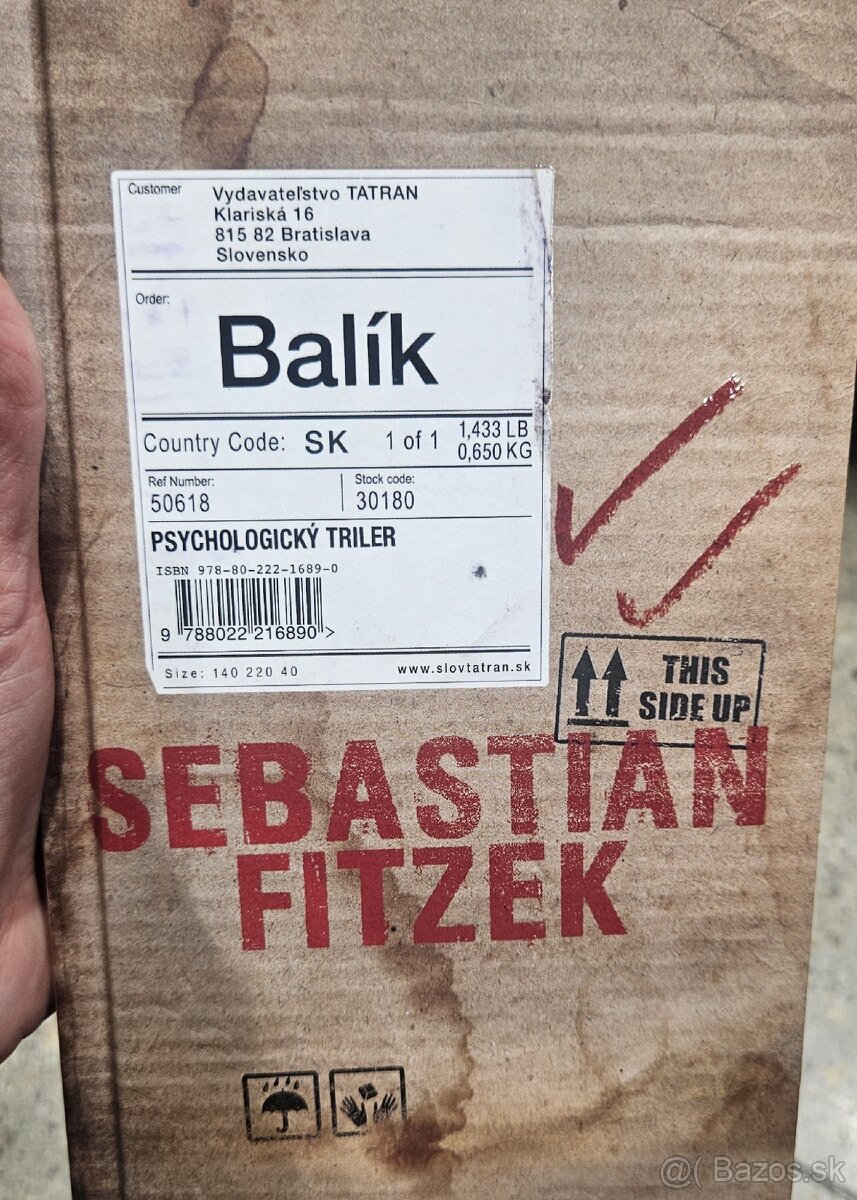 Customer
Vydavateľstvo TATRAN
Klariská 16
815 82 Bratislava
Slovensko
Order:
Balík
Country Code: SK 1 of 1 1,433 LB
0,650 KG
Ref Number: Stock code:
50618 30180
PSYCHOLOGICKÝ TRILER
ISBN 978-80-222-1689-0
9 788022 216890 >
Size: 140 220 40 www.slovtatran.sk
THIS
SIDE UP
SEBASTIAN
FITZEK
@( Bazos.sk